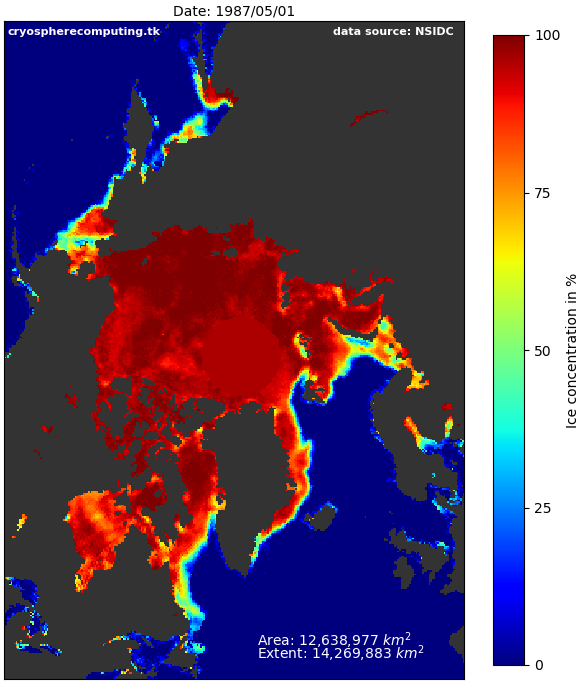 Date: 1987/05/01
cryospherecomputing.tk
data source: NSIDC
100
75
50
25
0
Ice concentration in %
Area: 12,638,977 km²
Extent: 14,269,883 km²